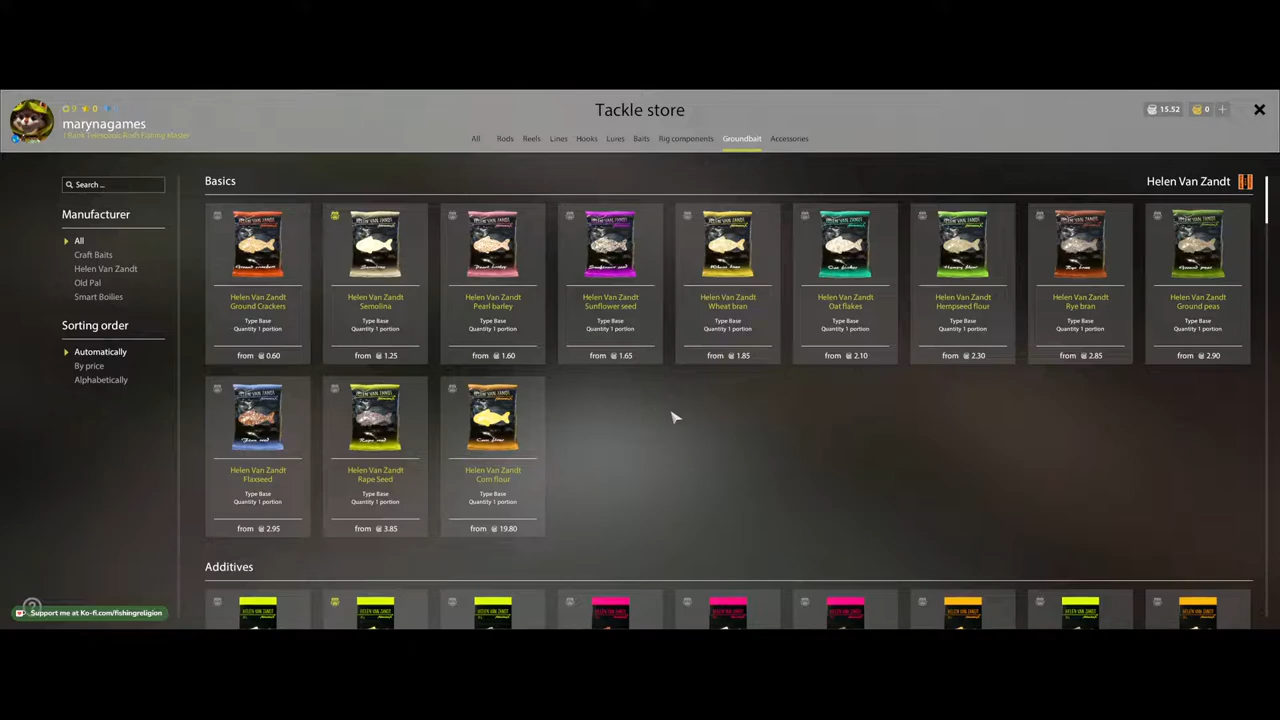 9 0
marynagames
Tackle store
15.52 0 +
All Rods Reels Lines Hooks Lures Baits Rig components Groundbait Accessories
Search ...
Manufacturer
All
Craft Baits
Helen Van Zandt
Old Pal
Smart Boilies
Sorting order
Automatically
By price
Alphabetically
Basics
Helen Van Zandt
Helen Van Zandt
Ground Crackers
Type Base
Quantity 1 portion
from 0.60
Helen Van Zandt
Semolina
Type Base
Quantity 1 portion
from 1.25
Helen Van Zandt
Pearl barley
Type Base
Quantity 1 portion
from 1.60
Helen Van Zandt
Sunflower seed
Type Base
Quantity 1 portion
from 1.65
Helen Van Zandt
Wheat bran
Type Base
Quantity 1 portion
from 1.85
Helen Van Zandt
Oat flakes
Type Base
Quantity 1 portion
from 2.10
Helen Van Zandt
Hempseed flour
Type Base
Quantity 1 portion
from 2.30
Helen Van Zandt
Rye bran
Type Base
Quantity 1 portion
from 2.85
Helen Van Zandt
Ground peas
Type Base
Quantity 1 portion
from 2.90
Helen Van Zandt
Flaxseed
Type Base
Quantity 1 portion
from 2.95
Helen Van Zandt
Rape Seed
Type Base
Quantity 1 portion
from 3.85
Helen Van Zandt
Corn flour
Type Base
Quantity 1 portion
from 19.80
Additives
Support me at Ko-fi.com/fishingreligion